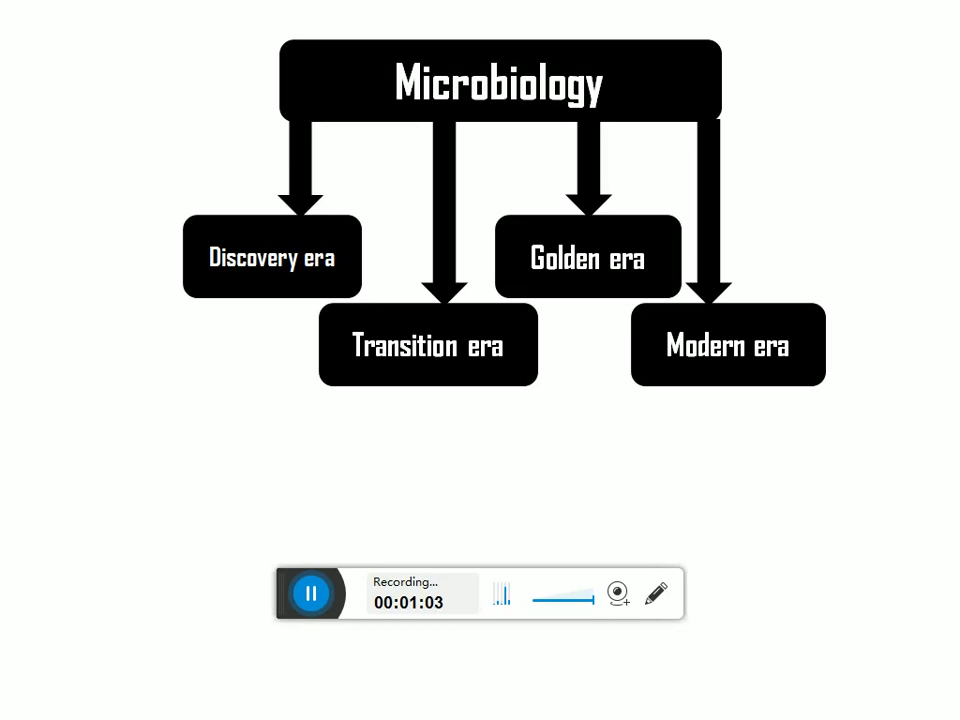 Microbiology
Discovery era
Golden era
Transition era
Modern era
Recording...
00:01:03